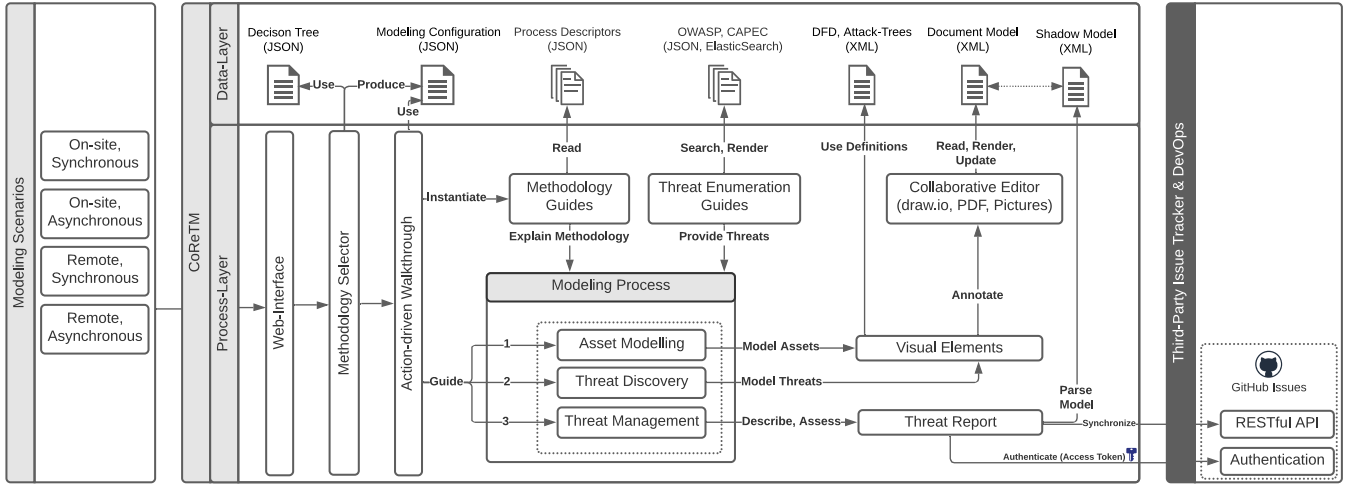 Modeling Scenarios
On-site,
Synchronous
On-site,
Asynchronous
Remote,
Synchronous
Remote,
Asynchronous
CoReTM
Data-Layer
Decison Tree
(JSON)
Modeling Configuration
(JSON)
Process Descriptors
(JSON)
OWASP, CAPEC
(JSON, ElasticSearch)
DFD, Attack-Trees
(XML)
Document Model
(XML)
Shadow Model
(XML)
Use
Produce
Use
Process-Layer
Web-Interface
Methodology Selector
Action-driven Walkthrough
Read
Search, Render
Use Definitions
Read, Render,
Update
Instantiate
Methodology
Guides
Threat Enumeration
Guides
Collaborative Editor
(draw.io, PDF, Pictures)
Explain Methodology
Provide Threats
Modeling Process
Annotate
Guide
1
Asset Modelling
Model Assets
Visual Elements
2
Threat Discovery
Model Threats
3
Threat Management
Describe, Assess
Threat Report
Parse
Model
Synchronize
Authenticate (Access Token)
Third-Party Issue Tracker & DevOps
GitHub Issues
RESTful API
Authentication